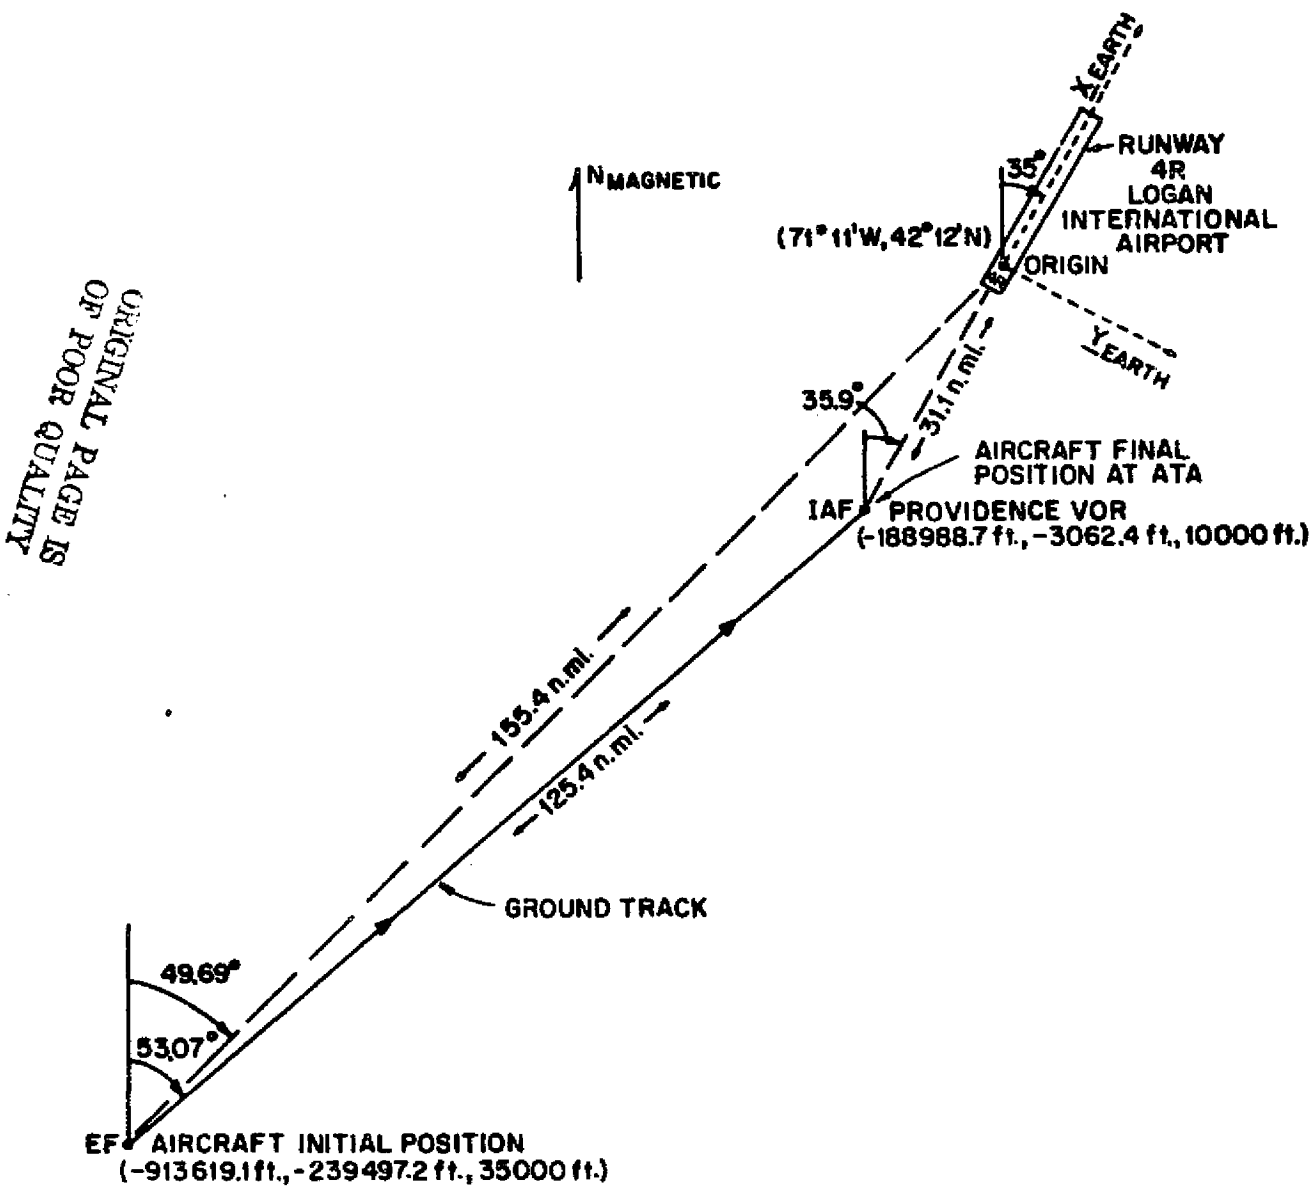 X EARTH
RUNWAY
4R
LOGAN
INTERNATIONAL
AIRPORT
35°
N MAGNETIC
(71°11'W, 42°12'N)
ORIGIN
Y EARTH
ORIGINAL PAGE IS
OF POOR QUALITY
35.9°
31.1 n.mi.
AIRCRAFT FINAL
POSITION AT ATA
IAF PROVIDENCE VOR
(-188988.7 ft., -3062.4 ft., 10000 ft.)
155.4 n.mi.
125.4 n.mi.
GROUND TRACK
49.69°
53.07°
EF AIRCRAFT INITIAL POSITION
(-913619.1 ft., -239497.2 ft., 35000 ft.)